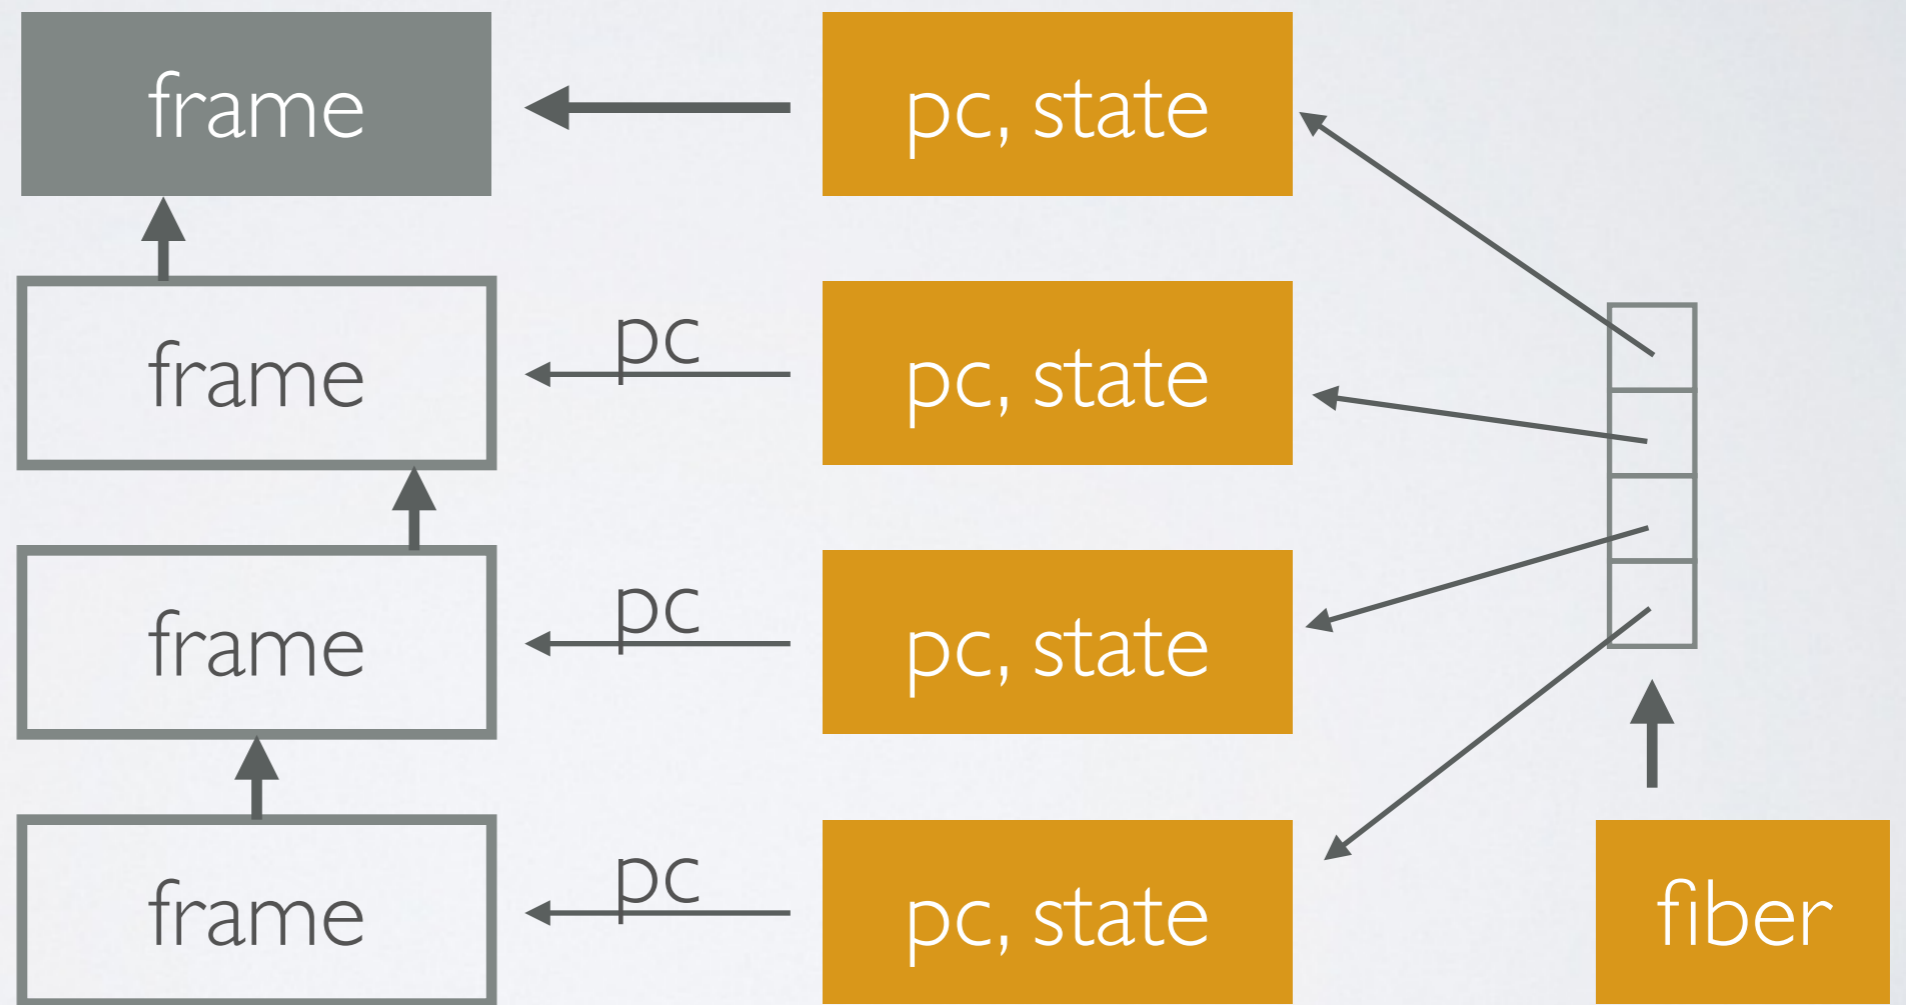 frame
pc, state
frame
pc
pc, state
frame
pc
pc, state
frame
pc
pc, state
fiber